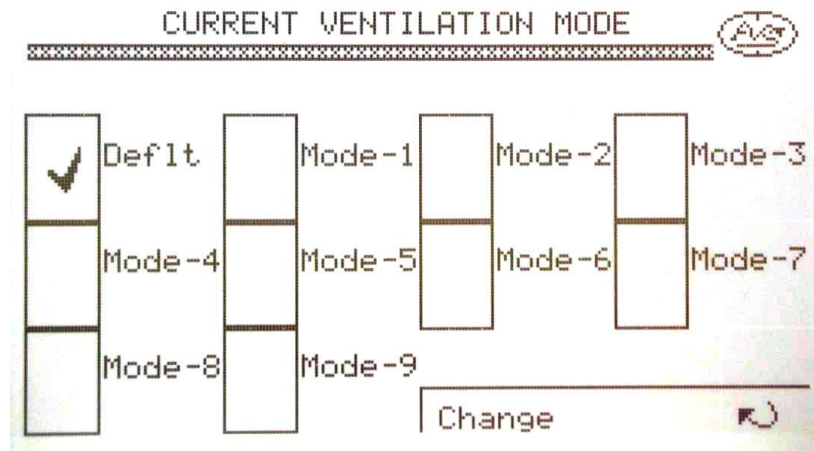 CURRENT VENTILATION MODE
Deflt Mode-1 Mode-2 Mode-3
Mode-4 Mode-5 Mode-6 Mode-7
Mode-8 Mode-9
Change